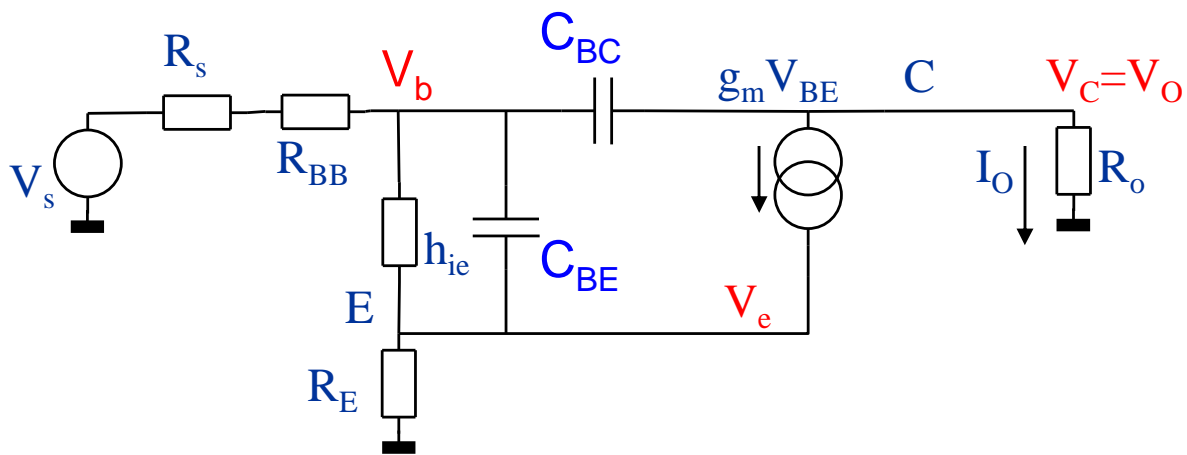 C_BC
R_s
V_b
g_m V_BE
C
V_C=V_O
R_BB
V_s
I_O
R_o
h_ie
C_BE
E
V_e
R_E